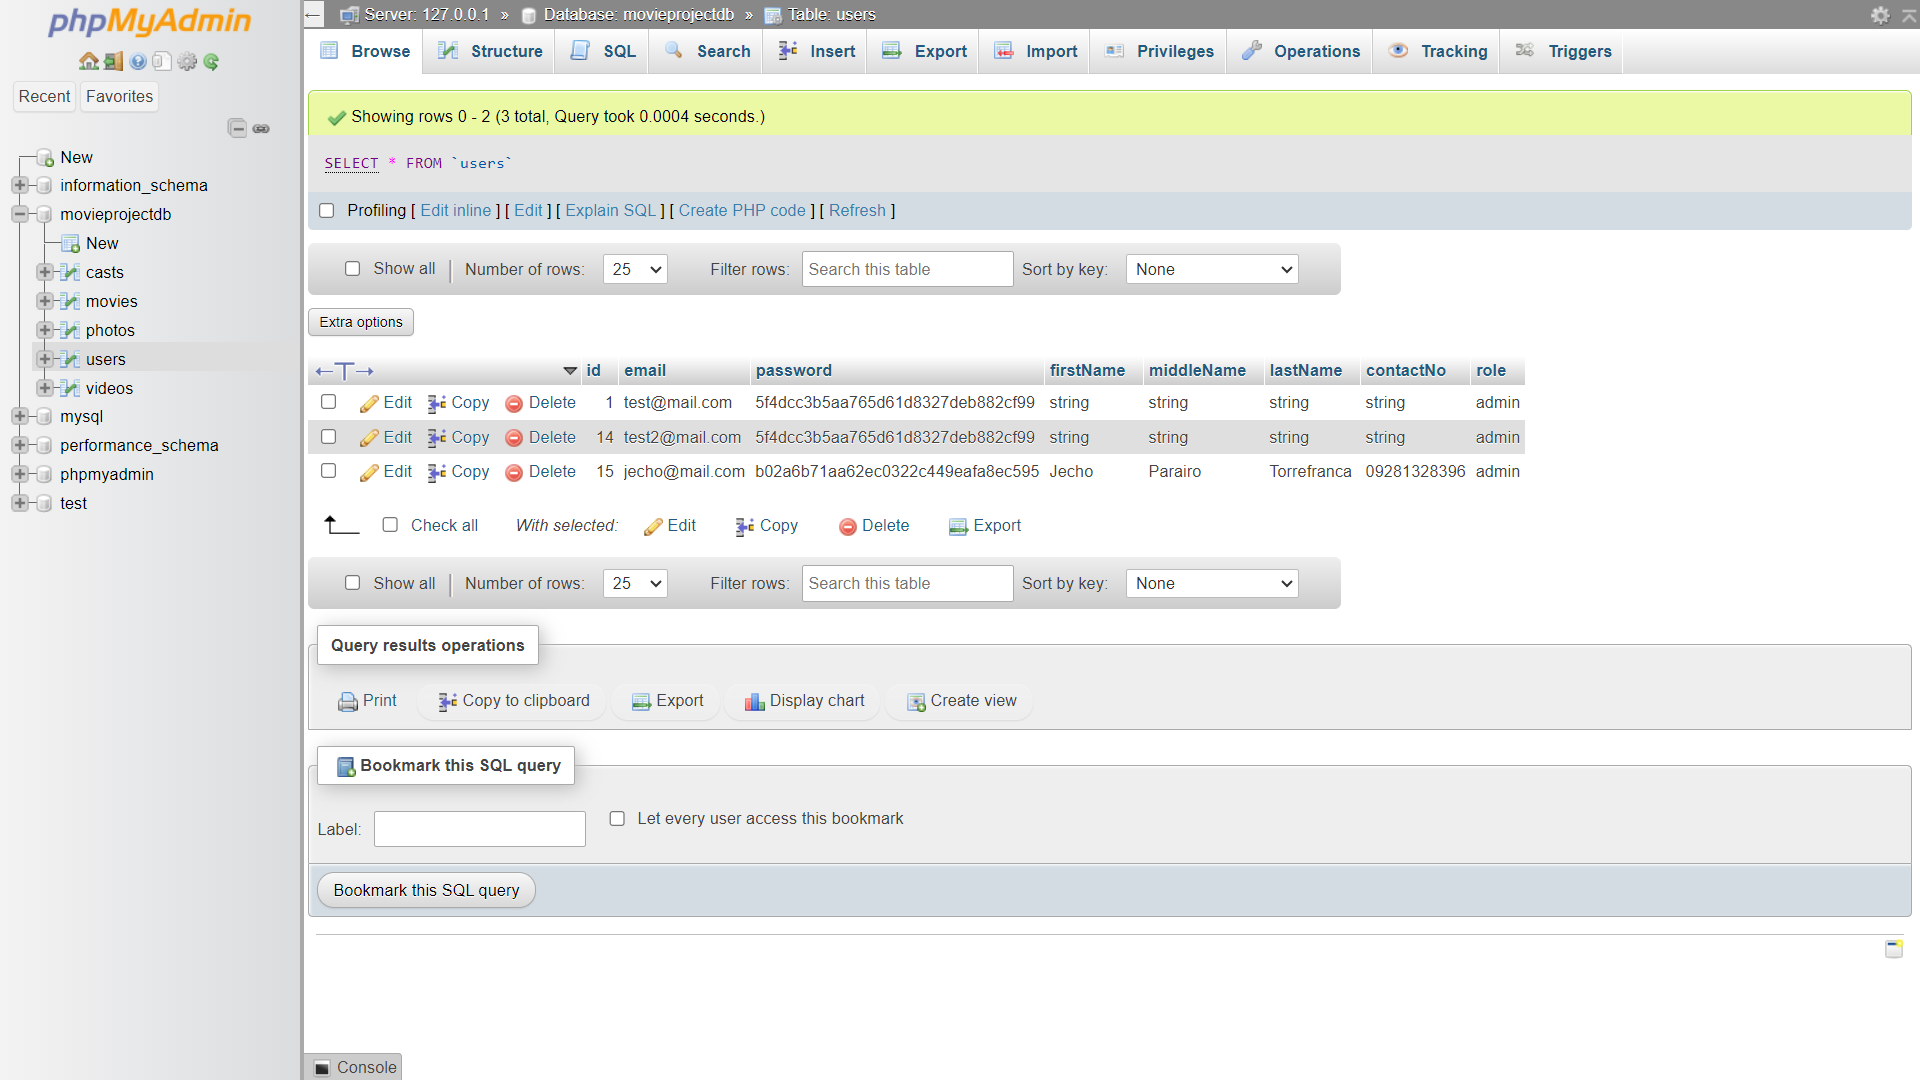 phpMyAdmin
Recent Favorites
New
information_schema
movieprojectdb
New
casts
movies
photos
users
videos
mysql
performance_schema
phpmyadmin
test
Server: 127.0.0.1 » Database: movieprojectdb » Table: users
Browse Structure SQL Search Insert Export Import Privileges Operations Tracking Triggers
Showing rows 0 - 2 (3 total, Query took 0.0004 seconds.)
SELECT * FROM `users`
Profiling [ Edit inline ] [ Edit ] [ Explain SQL ] [ Create PHP code ] [ Refresh ]
Show all Number of rows: 25 Filter rows: Search this table Sort by key: None
Extra options
id email password firstName middleName lastName contactNo role
Edit Copy Delete 1 test@mail.com 5f4dcc3b5aa765d61d8327deb882cf99 string string string string admin
Edit Copy Delete 14 test2@mail.com 5f4dcc3b5aa765d61d8327deb882cf99 string string string string admin
Edit Copy Delete 15 jecho@mail.com b02a6b71aa62ec0322c449eafa8ec595 Jecho Parairo Torrefranca 09281328396 admin
Check all With selected: Edit Copy Delete Export
Show all Number of rows: 25 Filter rows: Search this table Sort by key: None
Query results operations
Print Copy to clipboard Export Display chart Create view
Bookmark this SQL query
Label: Let every user access this bookmark
Bookmark this SQL query
Console